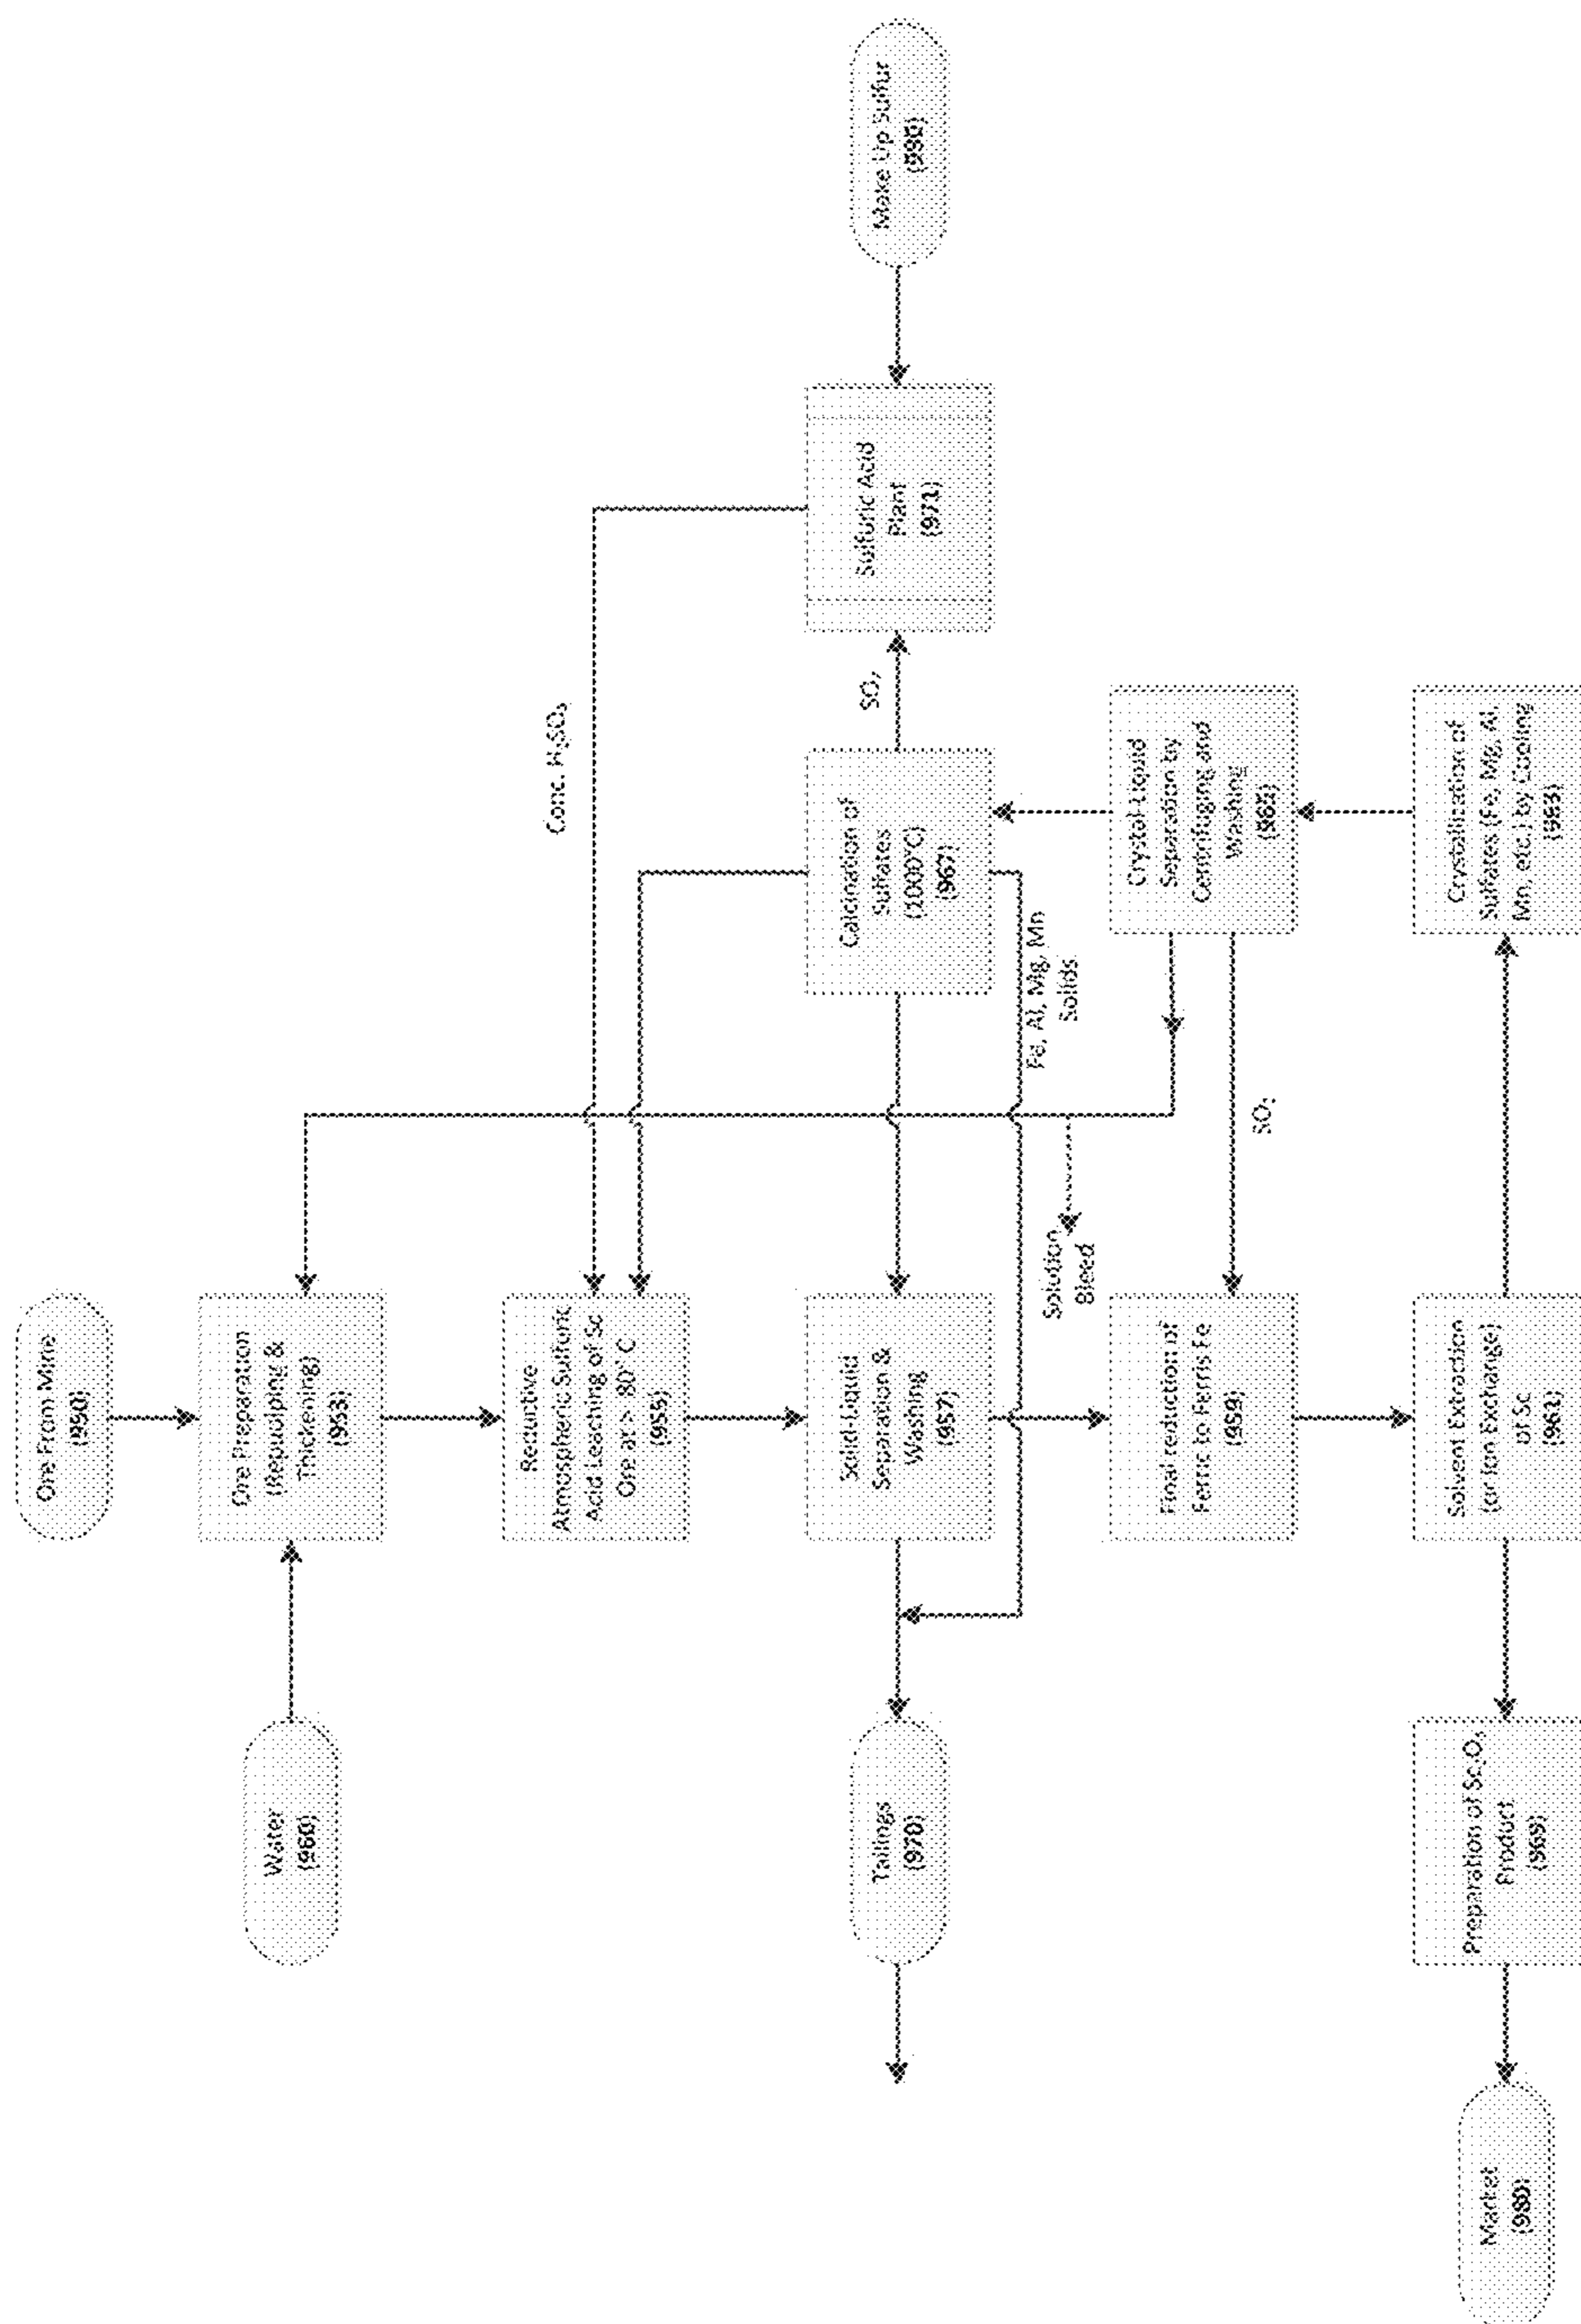 Ore From Mine
(950)
Water
(960)
Ore Preparation
(Repulping &
Thickening)
(953)
Reductive
Atmospheric Sulfuric
Acid Leaching of Sc
Ore at > 80° C
(955)
Conc. H₂SO₄
Tailings
(970)
Solid-Liquid
Separation &
Washing
(957)
Calcination of
Sulfates
(1000°C)
(967)
SO₂
Sulfuric Acid
Plant
(971)
Make Up Sulfur
(990)
Fe, Al, Mg, Mn
Solids
Solution
Bleed
Final reduction of
Ferric to Ferris Fe
(959)
SO₂
Crystal-Liquid
Separation by
Centrifuging and
Washing
Market
(980)
Preparation of Sc₂O₃
Product
(969)
Solvent Extraction
(or Ion Exchange)
of Sc
(961)
Crystallization of
Sulfates (Fe, Mg, Al,
Mn, etc.) by Cooling